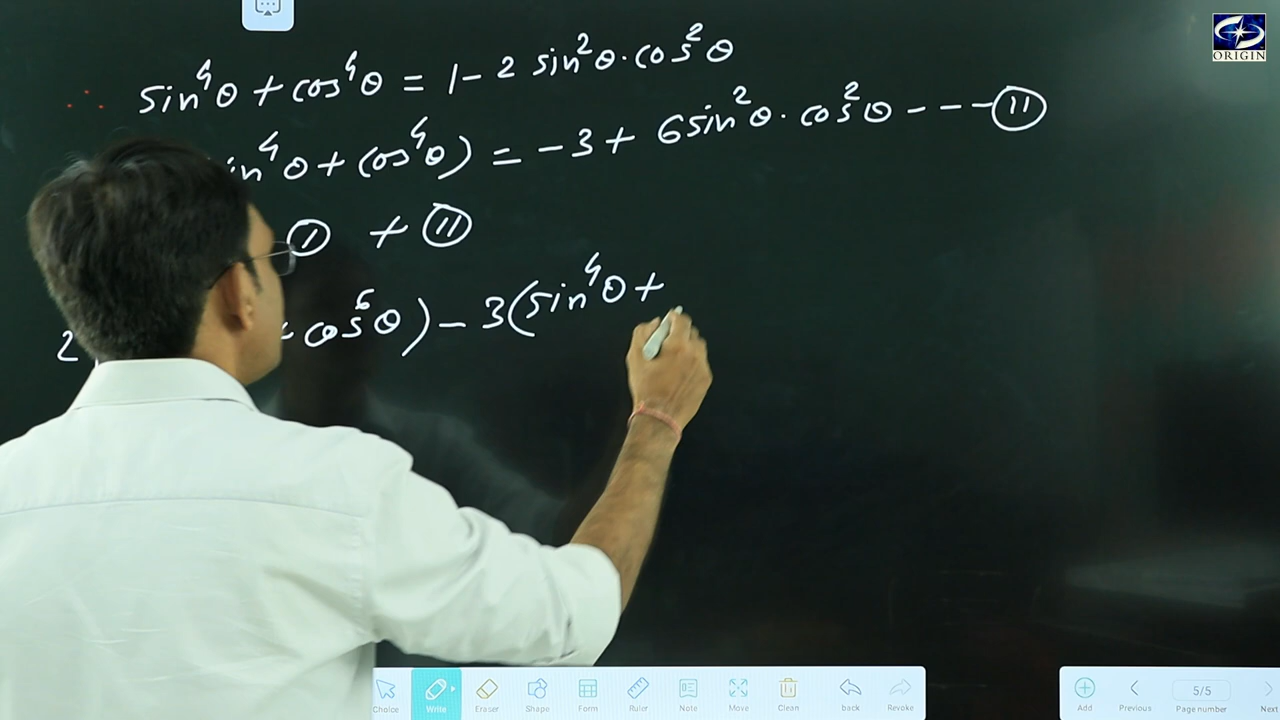 ORIGIN
∴ sin⁴θ + cos⁴θ = 1 - 2 sin²θ·cos²θ
in⁴θ + cos⁴θ) = -3 + 6sin²θ·cos²θ ---(II)
(I) + (II)
2 cos⁶θ) - 3(sin⁴θ +
Choice Write Eraser Shape Form Ruler Note Move Clean back Revoke Add Previous 5/5 Page number Next